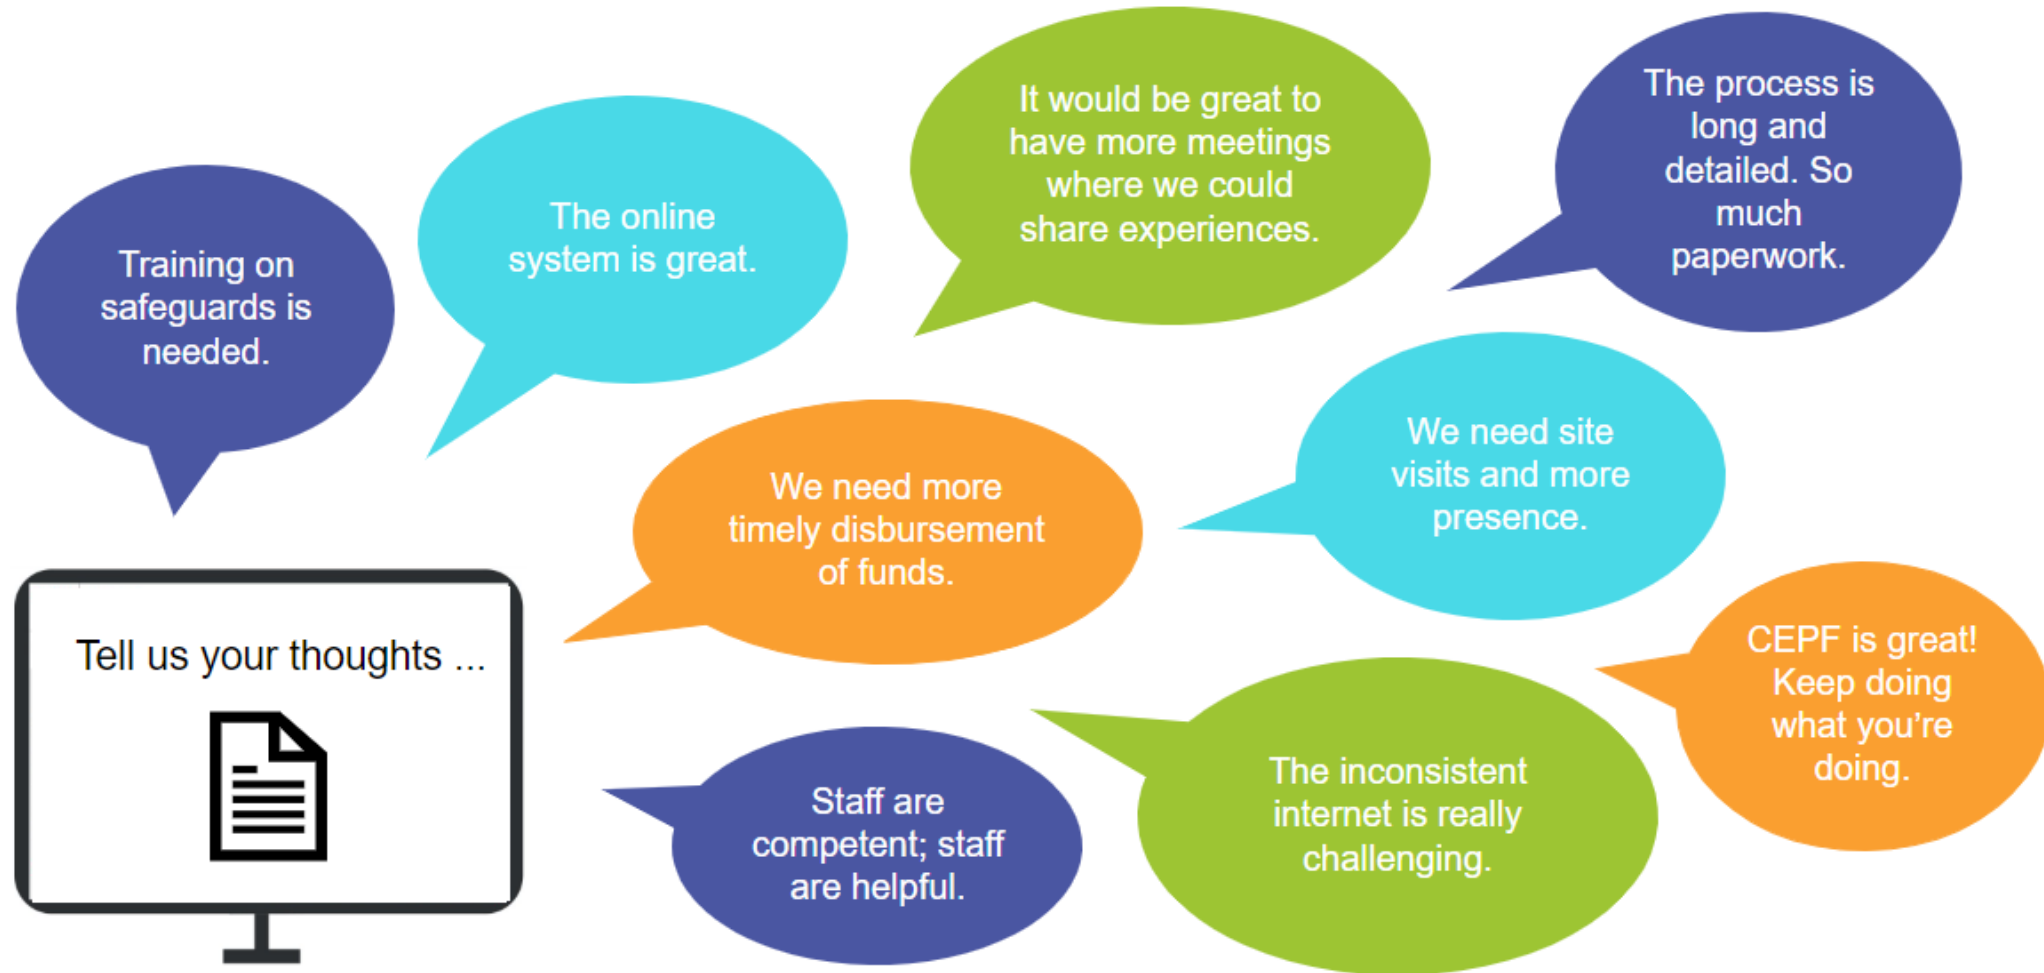 Training on
safeguards is
needed.
The online
system is great.
It would be great to
have more meetings
where we could
share experiences.
The process is
long and
detailed. So
much
paperwork.
We need more
timely disbursement
of funds.
We need site
visits and more
presence.
Tell us your thoughts ...
Staff are
competent; staff
are helpful.
The inconsistent
internet is really
challenging.
CEPF is great!
Keep doing
what you’re
doing.